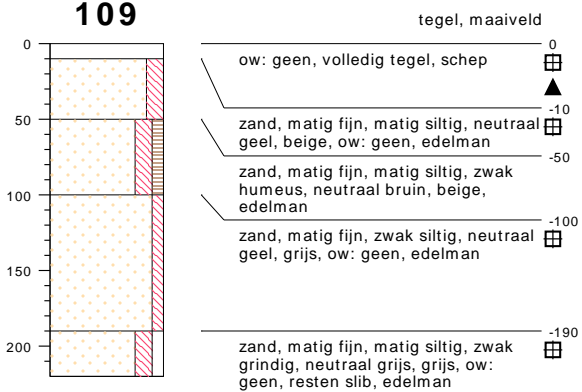 109
tegel, maaiveld
0
0
ow: geen, volledig tegel, schep
-10
zand, matig fijn, matig siltig, neutraal
geel, beige, ow: geen, edelman
50
-50
zand, matig fijn, matig siltig, zwak
humeus, neutraal bruin, beige,
edelman
100
-100
zand, matig fijn, zwak siltig, neutraal
geel, grijs, ow: geen, edelman
150
-190
200
zand, matig fijn, matig siltig, zwak
grindig, neutraal grijs, grijs, ow:
geen, resten slib, edelman